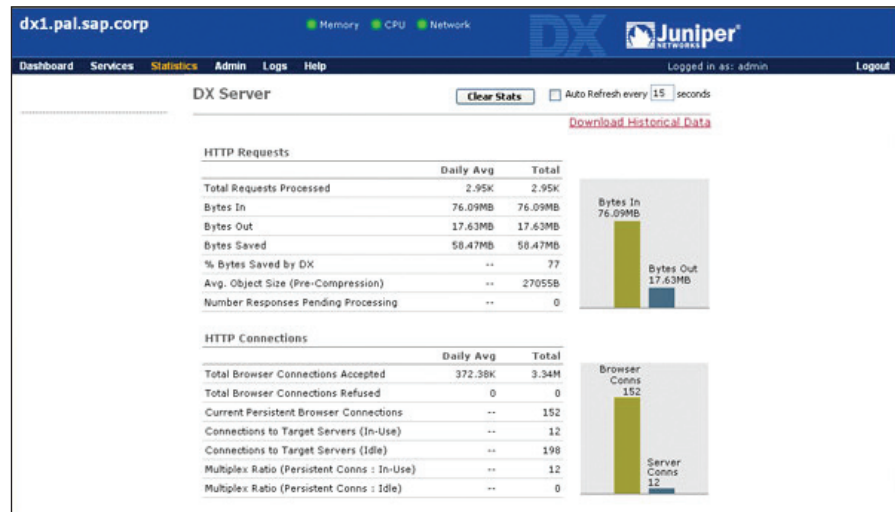 dx1.pal.sap.corp
Memory CPU Network
DX
Juniper
NETWORKS
Dashboard Services Statistics Admin Logs Help Logged in as: admin Logout
DX Server Clear Stats Auto Refresh every 15 seconds
Download Historical Data
HTTP Requests
Daily Avg Total
Total Requests Processed 2.95K 2.95K
Bytes In 76.09MB 76.09MB
Bytes Out 17.63MB 17.63MB
Bytes Saved 58.47MB 58.47MB
% Bytes Saved by DX -- 77
Avg. Object Size (Pre-Compression) -- 27055B
Number Responses Pending Processing -- 0
Bytes In
76.09MB
Bytes Out
17.63MB
HTTP Connections
Daily Avg Total
Total Browser Connections Accepted 372.38K 3.34M
Total Browser Connections Refused 0 0
Current Persistent Browser Connections -- 152
Connections to Target Servers (In-Use) -- 12
Connections to Target Servers (Idle) -- 198
Multiplex Ratio (Persistent Conns : In-Use) -- 12
Multiplex Ratio (Persistent Conns : Idle) -- 0
Browser
Conns
152
Server
Conns
12